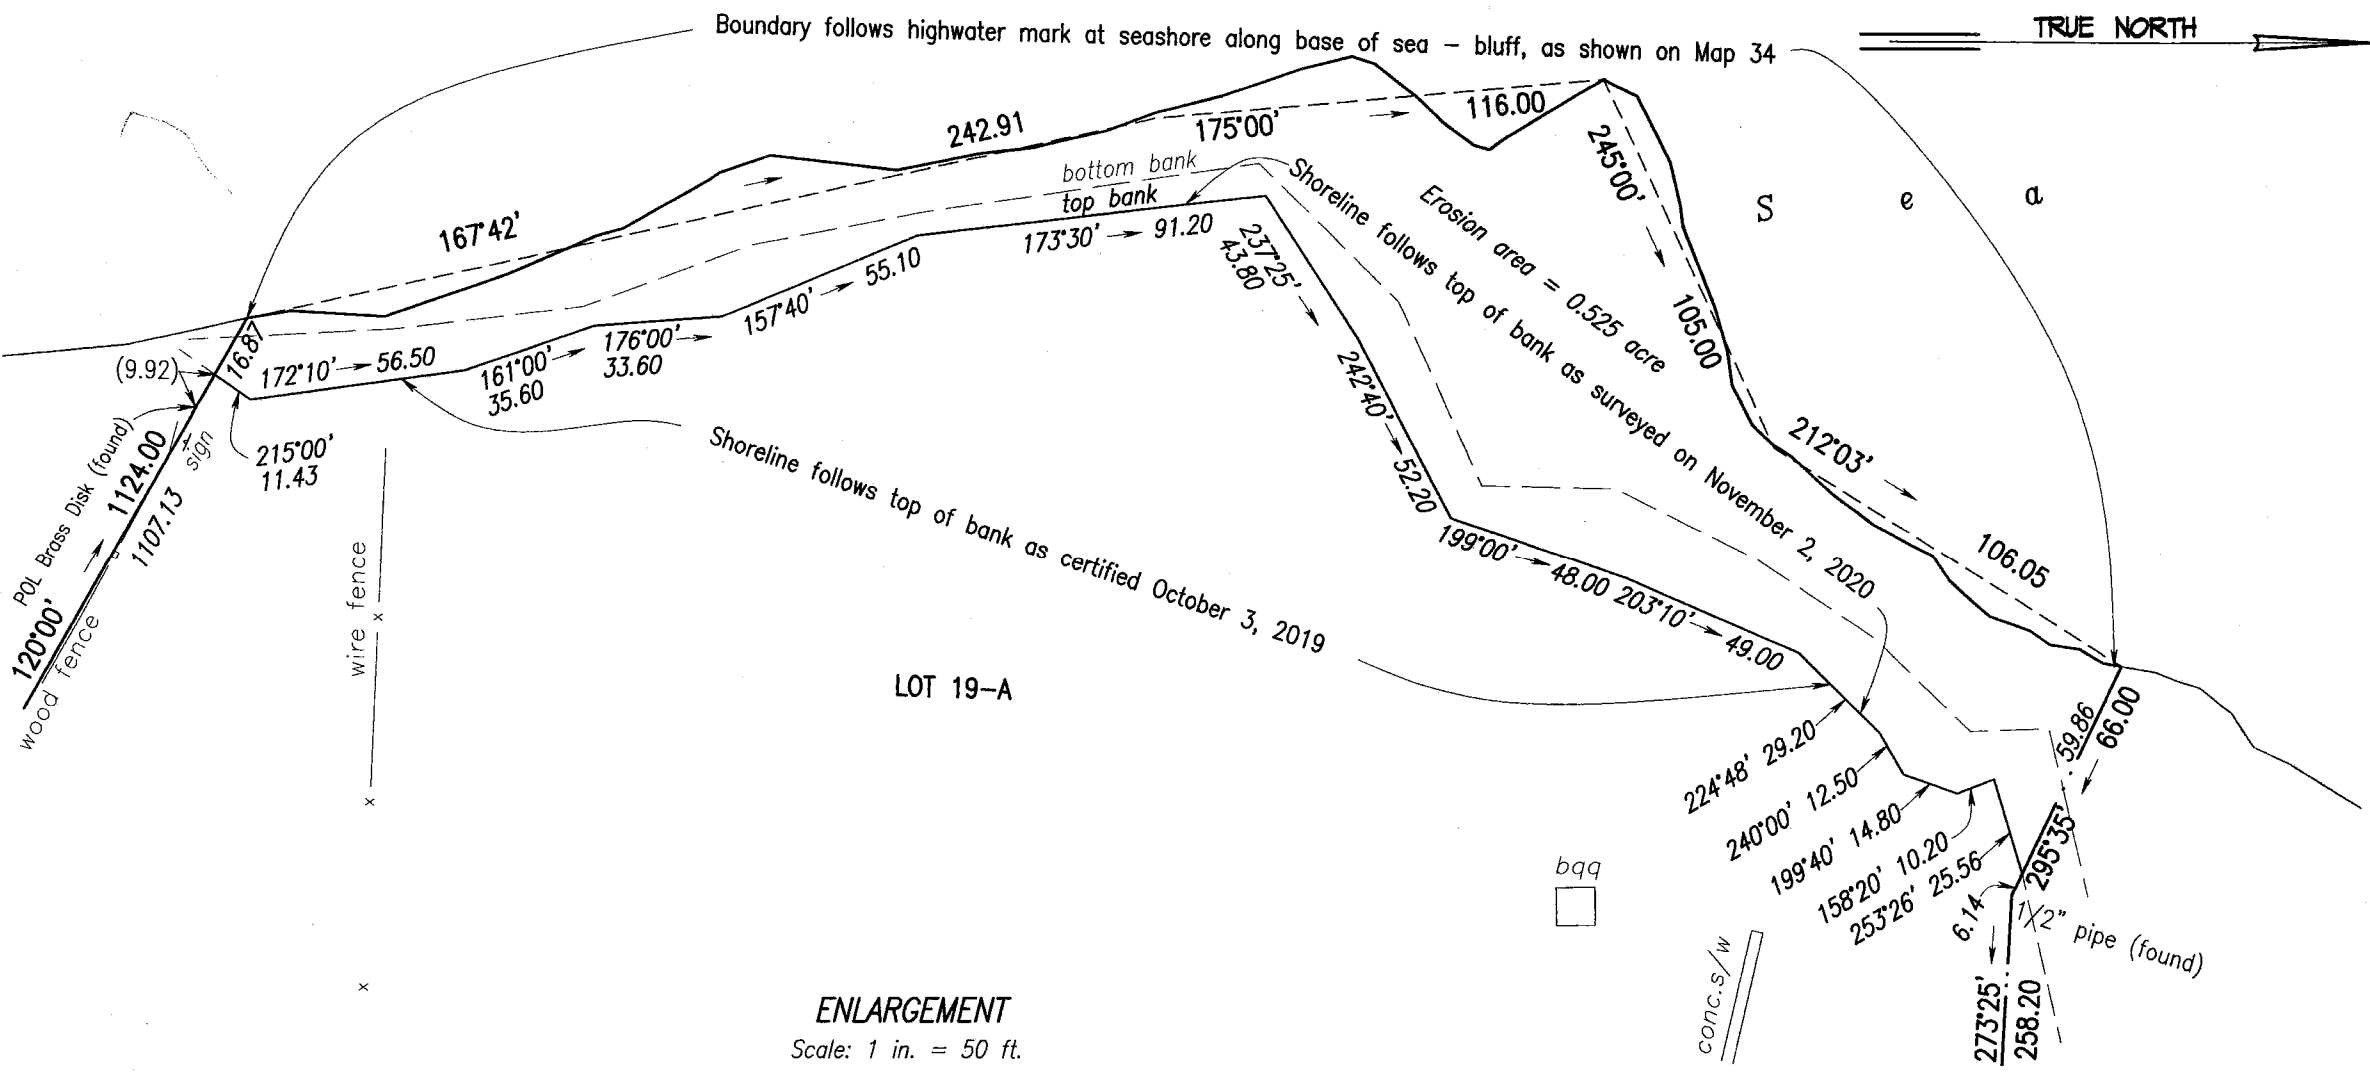 Boundary follows highwater mark at seashore along base of sea – bluff, as shown on Map 34
TRUE NORTH
242.91
175°00'
116.00
167°42'
bottom bank
top bank
173°30' 91.20
245°00'
105.00
S e a
Erosion area = 0.525 acre
Shoreline follows top of bank as surveyed on November 2, 2020
237°25'
43.80
157°40' 55.10
176°00'
33.60
161°00'
35.60
172°10' 56.50
16.87
(9.92)
215°00'
11.43
sign
POL Brass Disk (found)
120°00' 1124.00
1107.13
wood fence
wire fence
x
x
x
Shoreline follows top of bank as certified October 3, 2019
242°40' 52.20
199°00' 48.00
203°10' 49.00
212°03'
106.05
LOT 19-A
224°48' 29.20
240°00' 12.50
199°40' 14.80
158°20' 10.20
253°26' 25.56
59.86
66.00
295°35'
6.14
1/2" pipe (found)
273°25'
258.20
bqq
conc.s/w
ENLARGEMENT
Scale: 1 in. = 50 ft.